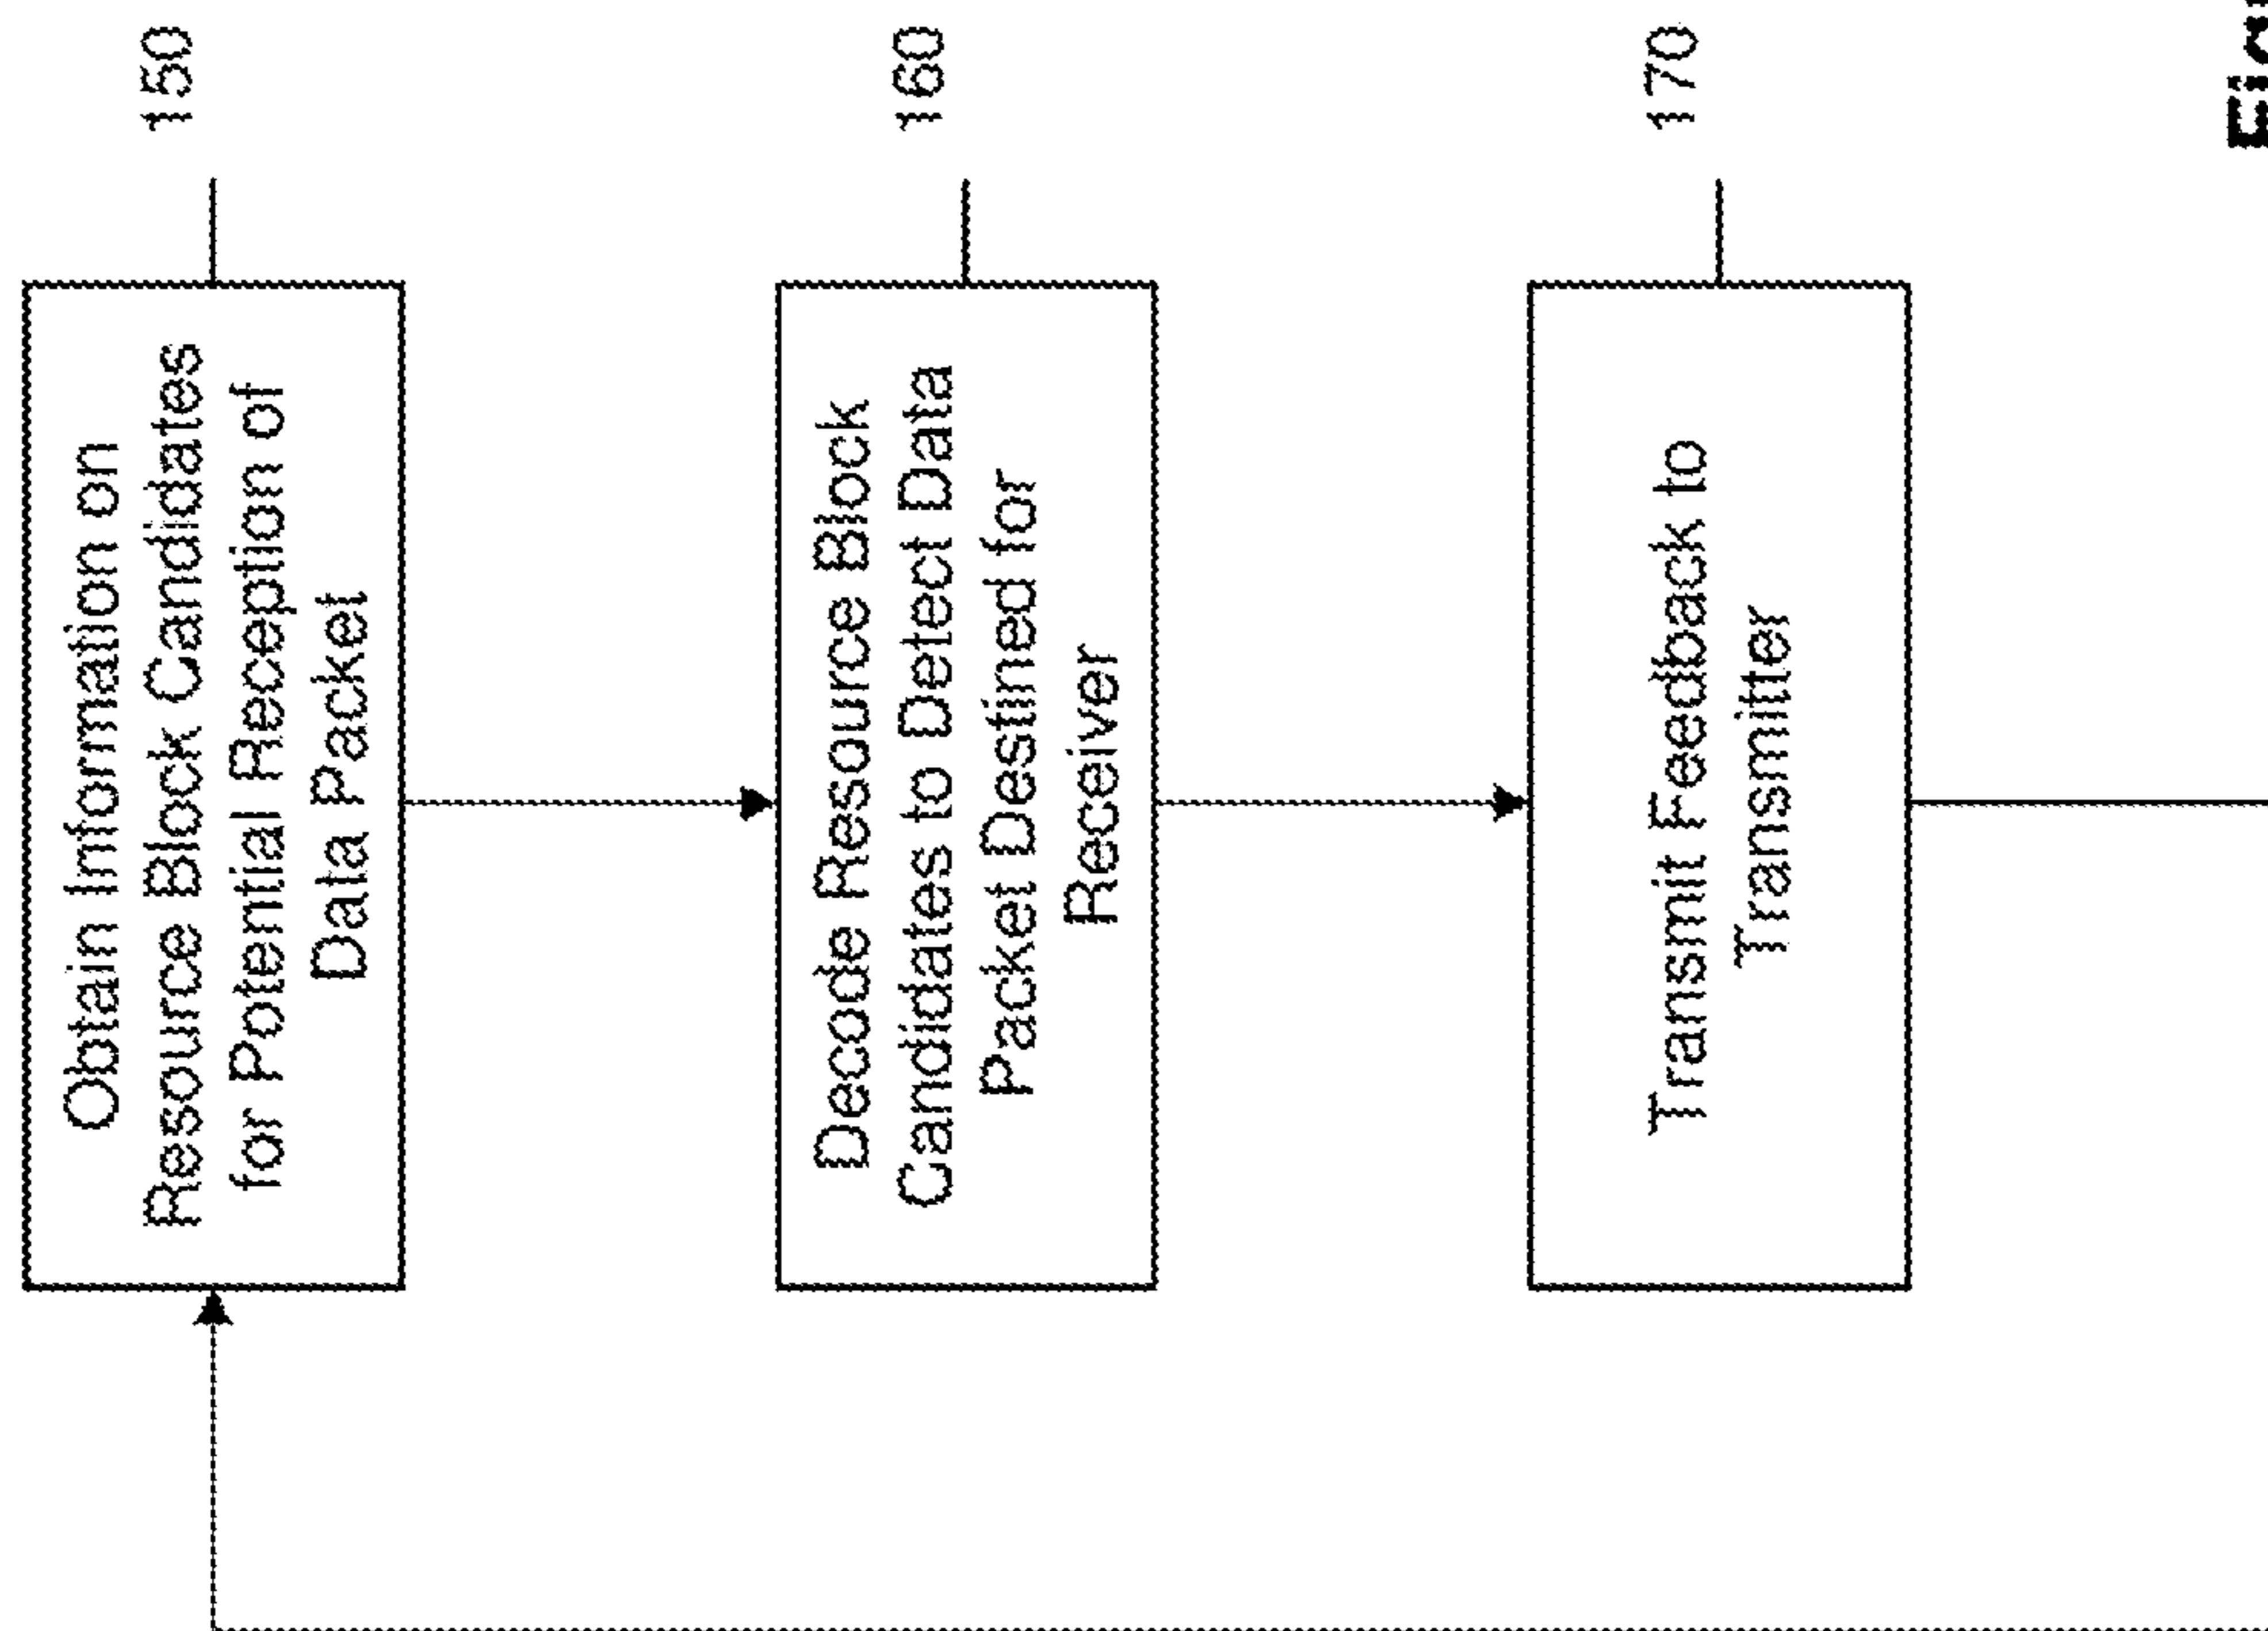 Obtain Information on
Resource Block Candidates
for Potential Reception of
Data Packet
150
Decode Resource Block
Candidates to Detect Data
Packet Destined for
Receiver
160
Transmit Feedback to
Transmitter
170